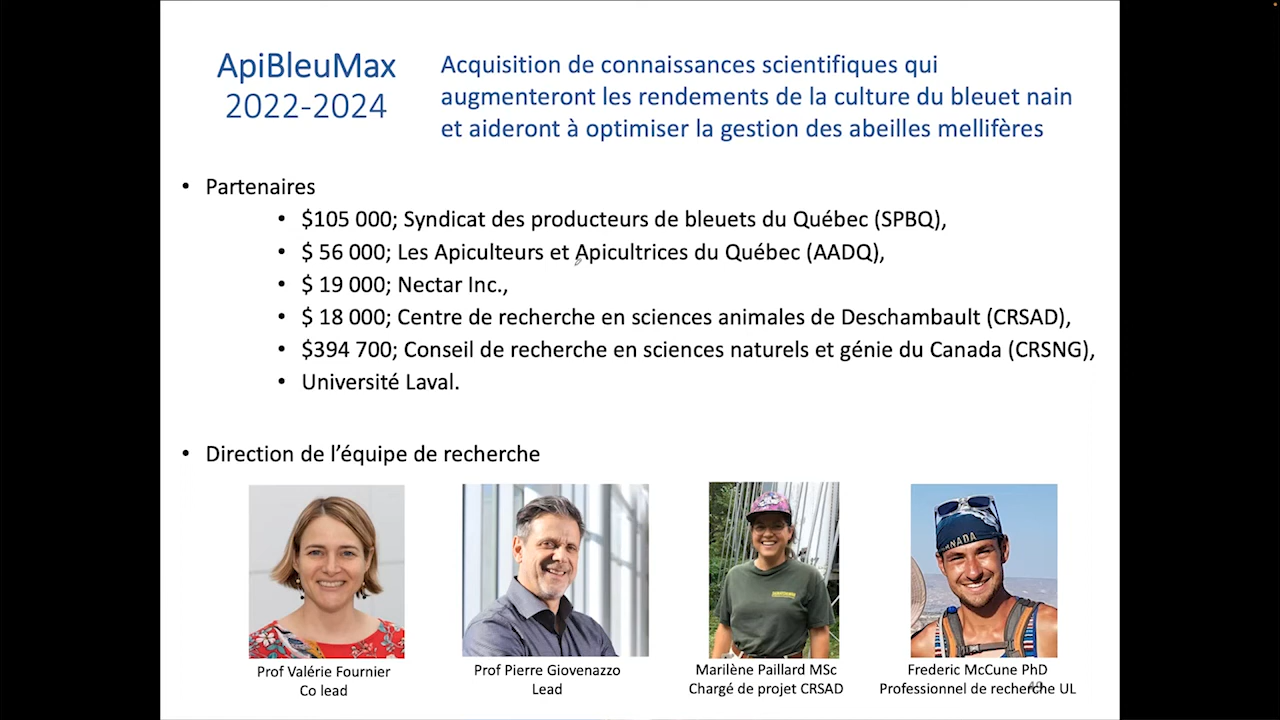 ApiBleuMax
2022-2024
Acquisition de connaissances scientifiques qui
augmenteront les rendements de la culture du bleuet nain
et aideront à optimiser la gestion des abeilles mellifères
• Partenaires
• $105 000; Syndicat des producteurs de bleuets du Québec (SPBQ),
• $ 56 000; Les Apiculteurs et Apicultrices du Québec (AADQ),
• $ 19 000; Nectar Inc.,
• $ 18 000; Centre de recherche en sciences animales de Deschambault (CRSAD),
• $394 700; Conseil de recherche en sciences naturels et génie du Canada (CRSNG),
• Université Laval.
• Direction de l’équipe de recherche
CANADA
Prof Valérie Fournier
Co lead
Prof Pierre Giovenazzo
Lead
Marilène Paillard MSc
Chargé de projet CRSAD
Frederic McCune PhD
Professionnel de recherche UL